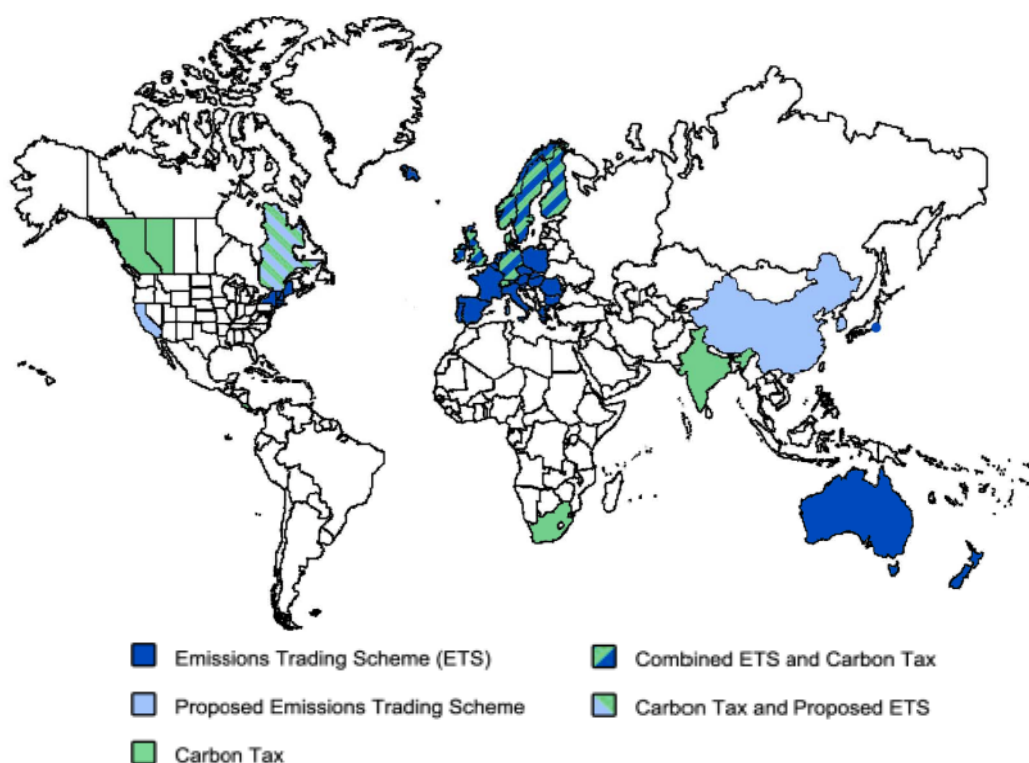 Emissions Trading Scheme (ETS)
Proposed Emissions Trading Scheme
Carbon Tax
Combined ETS and Carbon Tax
Carbon Tax and Proposed ETS